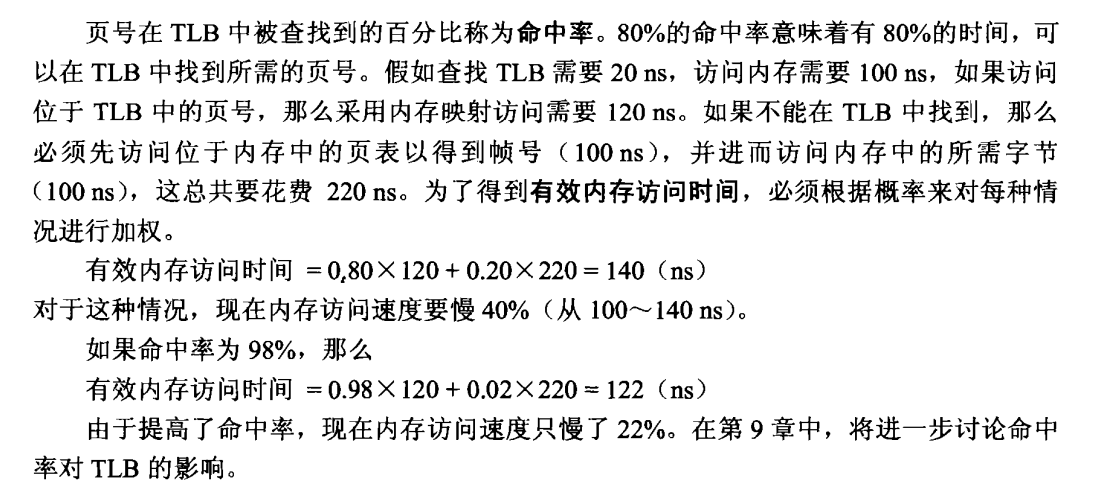 页号在 TLB 中被查找到的百分比称为命中率。80%的命中率意味着有 80%的时间，可
以在 TLB 中找到所需的页号。假如查找 TLB 需要 20 ns，访问内存需要 100 ns，如果访问
位于 TLB 中的页号，那么采用内存映射访问需要 120 ns。如果不能在 TLB 中找到，那么
必须先访问位于内存中的页表以得到帧号（100 ns），并进而访问内存中的所需字节
（100 ns），这总共要花费 220 ns。为了得到有效内存访问时间，必须根据概率来对每种情
况进行加权。
有效内存访问时间 = 0.80×120 + 0.20×220 = 140（ns）
对于这种情况，现在内存访问速度要慢 40%（从 100～140 ns）。
如果命中率为 98%，那么
有效内存访问时间 = 0.98×120 + 0.02×220 = 122（ns）
由于提高了命中率，现在内存访问速度只慢了 22%。在第 9 章中，将进一步讨论命中
率对 TLB 的影响。